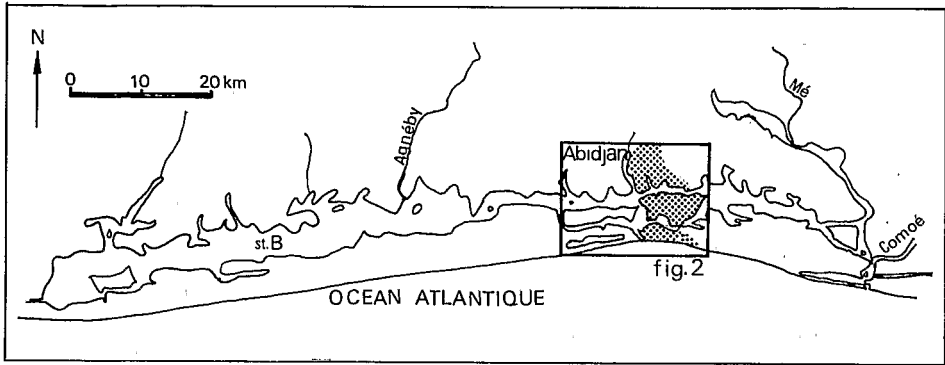 N
0 10 20 km
Agnéby
Mé
Abidjan
st.B
Comoé
fig.2
OCEAN ATLANTIQUE